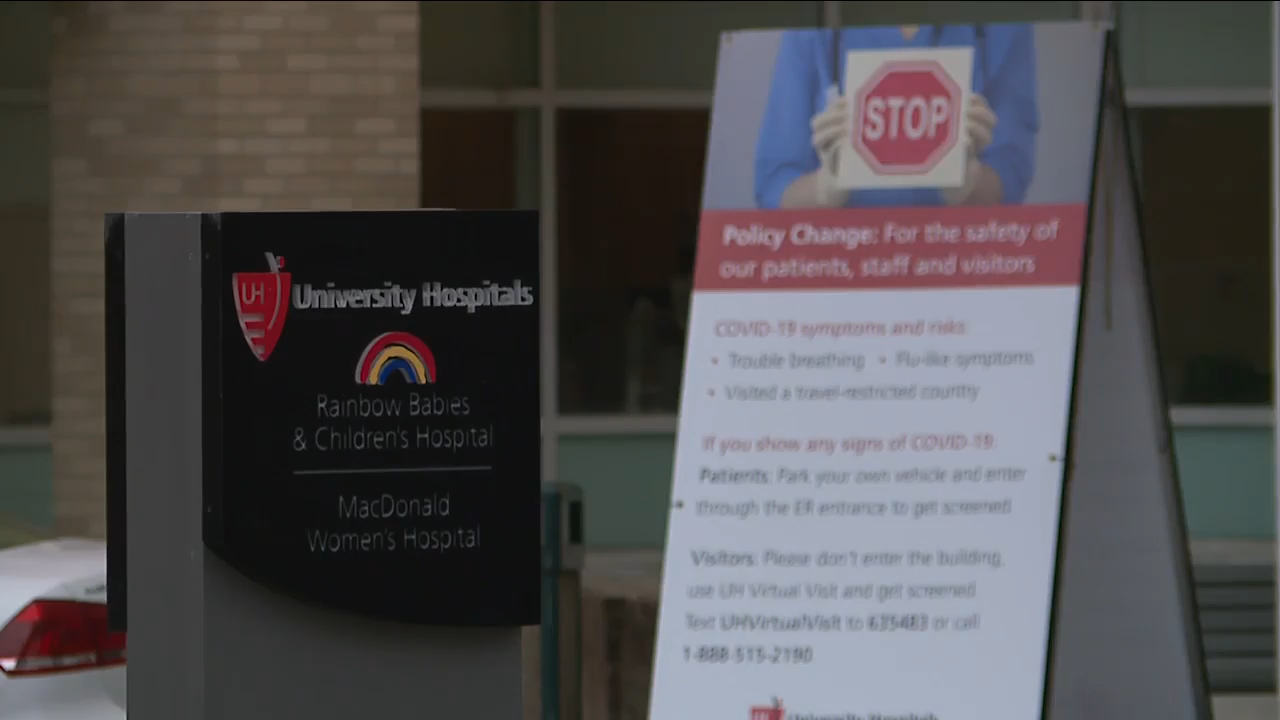 UH
University Hospitals
Rainbow Babies
& Children's Hospital
MacDonald
Women's Hospital
STOP
Policy Change: For the safety of
our patients, staff and visitors
COVID-19 symptoms and risks:
• Trouble breathing • Flu-like symptoms
• Visited a travel-restricted country
If you show any signs of COVID-19:
Patients: Park your own vehicle and enter
through the ER entrance to get screened
Visitors: Please don't enter the building,
use UH Virtual Visit and get screened
Text UHVirtualVisit to 635483 or call
1-888-515-2190
UH University Hospitals